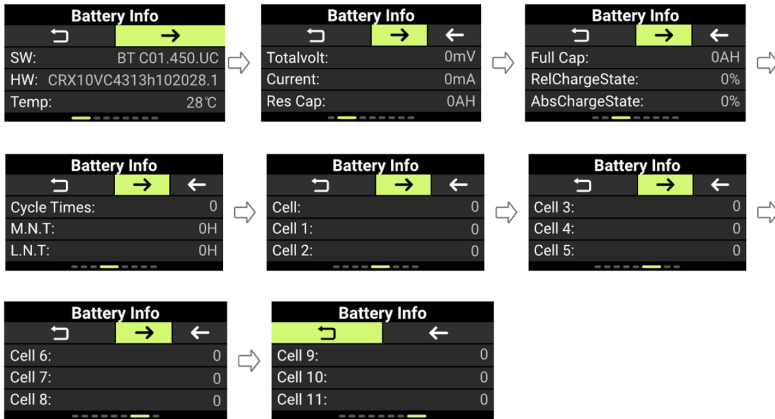 Battery Info
SW: BT C01.450.UC
HW: CRX10VC4313h102028.1
Temp: 28℃
Battery Info
Totalvolt: 0mV
Current: 0mA
Res Cap: 0AH
Battery Info
Full Cap: 0AH
RelChargeState: 0%
AbsChargeState: 0%
Battery Info
Cycle Times: 0
M.N.T: 0H
L.N.T: 0H
Battery Info
Cell: 0
Cell 1: 0
Cell 2: 0
Battery Info
Cell 3: 0
Cell 4: 0
Cell 5: 0
Battery Info
Cell 6: 0
Cell 7: 0
Cell 8: 0
Battery Info
Cell 9: 0
Cell 10: 0
Cell 11: 0